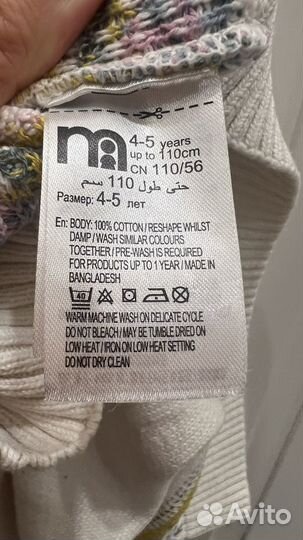 m
4-5 years
up to 110cm
CN 110/56
حتى طول 110 سم
Размер: 4-5 лет
En: BODY: 100% COTTON / RESHAPE WHILST
DAMP / WASH SIMILAR COLOURS
TOGETHER / PRE-WASH IS REQUIRED
FOR PRODUCTS UP TO 1 YEAR / MADE IN
BANGLADESH
40
WARM MACHINE WASH ON DELICATE CYCLE
DO NOT BLEACH / MAY BE TUMBLE DRIED ON
LOW HEAT / IRON ON LOW HEAT SETTING
DO NOT DRY CLEAN
Avito